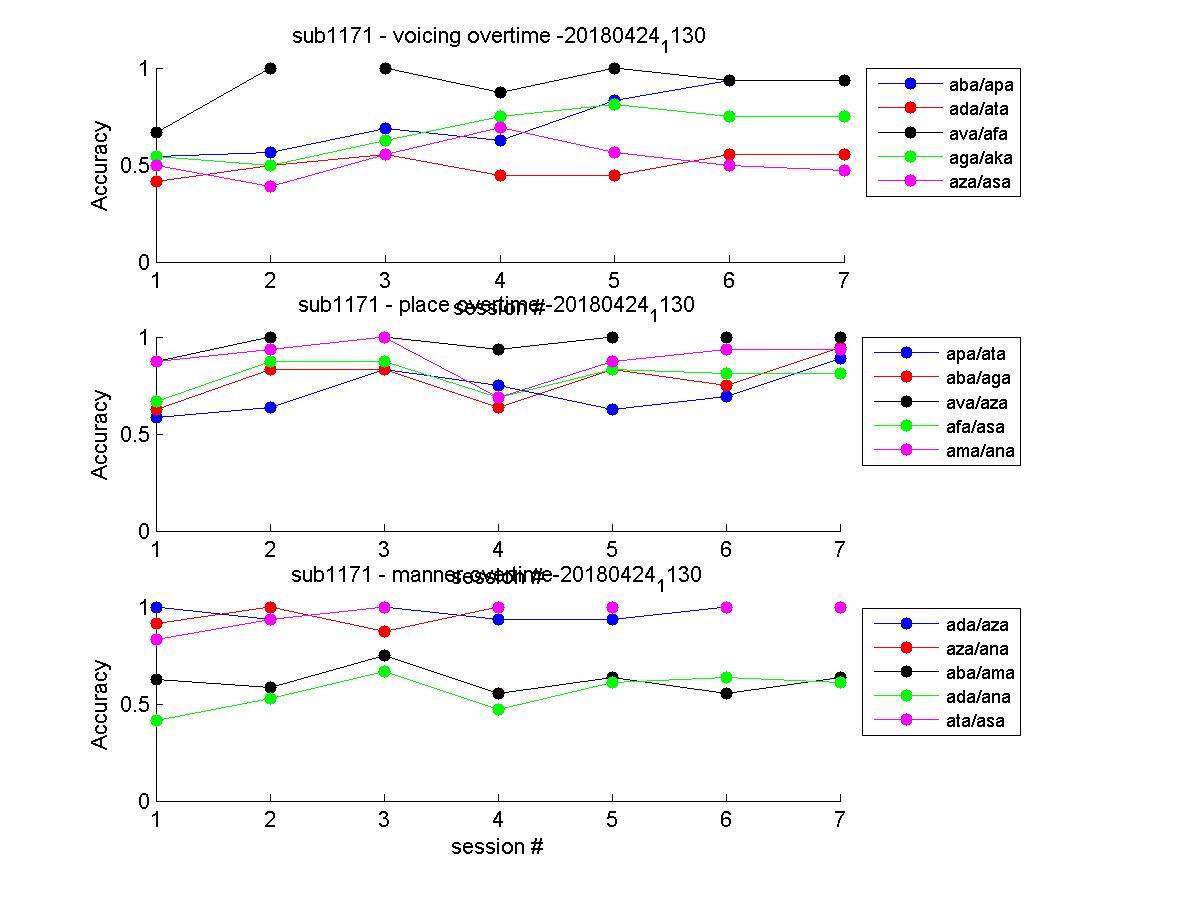 sub1171 - voicing overtime -20180424₁130
1
0.5
0
Accuracy
1 2 3 4 5 6 7
session #
aba/apa
ada/ata
ava/afa
aga/aka
aza/asa
sub1171 - place overtime -20180424₁130
1
0.5
0
Accuracy
1 2 3 4 5 6 7
session #
apa/ata
aba/aga
ava/aza
afa/asa
ama/ana
sub1171 - manner overtime -20180424₁130
1
0.5
0
Accuracy
1 2 3 4 5 6 7
session #
ada/aza
aza/ana
aba/ama
ada/ana
ata/asa